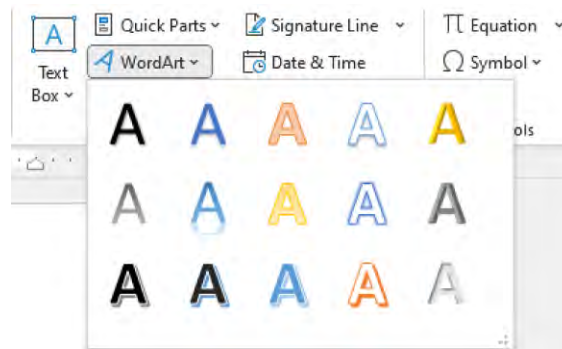 A
Text
Box
Quick Parts
WordArt
Signature Line
Date & Time
Equation
Symbol
ols
A A A A A
A A A A A
A A A A A